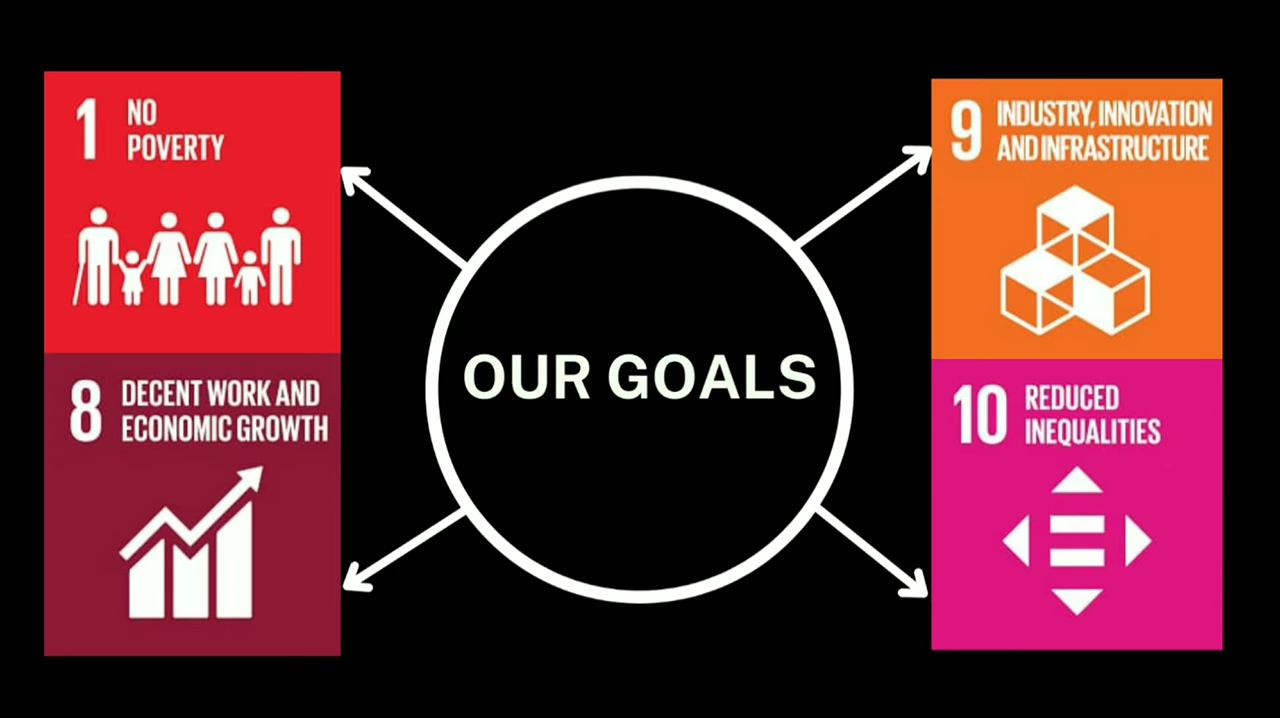 1 NO
POVERTY
8 DECENT WORK AND
ECONOMIC GROWTH
OUR GOALS
9 INDUSTRY, INNOVATION
AND INFRASTRUCTURE
10 REDUCED
INEQUALITIES